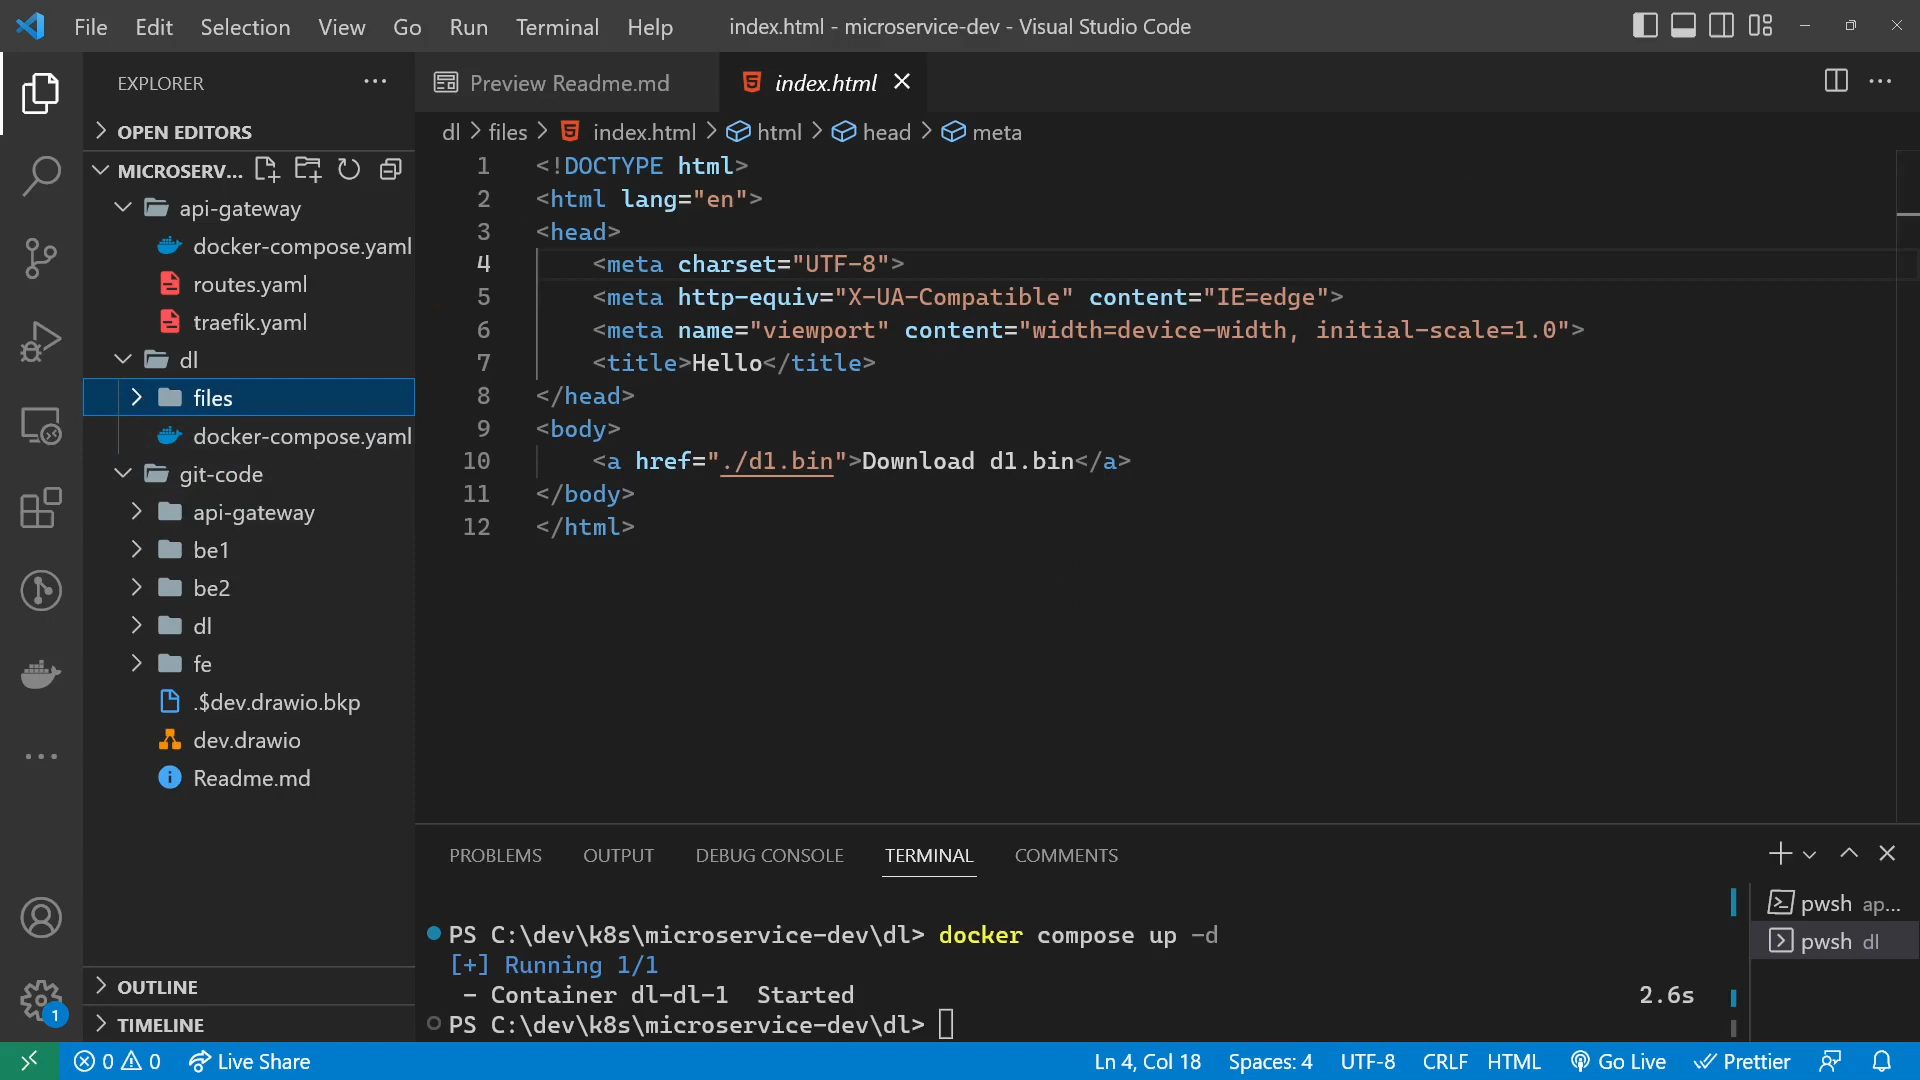 File Edit Selection View Go Run Terminal Help index.html - microservice-dev - Visual Studio Code
EXPLORER
OPEN EDITORS
MICROSERV...
api-gateway
docker-compose.yaml
routes.yaml
traefik.yaml
dl
files
docker-compose.yaml
git-code
api-gateway
be1
be2
dl
fe
.$dev.drawio.bkp
dev.drawio
Readme.md
OUTLINE
TIMELINE
1
Preview Readme.md index.html
dl > files > index.html > html > head > meta
1 <!DOCTYPE html>
2 <html lang="en">
3 <head>
4 <meta charset="UTF-8">
5 <meta http-equiv="X-UA-Compatible" content="IE=edge">
6 <meta name="viewport" content="width=device-width, initial-scale=1.0">
7 <title>Hello</title>
8 </head>
9 <body>
10 <a href="./d1.bin">Download d1.bin</a>
11 </body>
12 </html>
PROBLEMS OUTPUT DEBUG CONSOLE TERMINAL COMMENTS
PS C:\dev\k8s\microservice-dev\dl> docker compose up -d
[+] Running 1/1
- Container dl-dl-1 Started 2.6s
PS C:\dev\k8s\microservice-dev\dl>
pwsh ap...
pwsh dl
0 0 Live Share Ln 4, Col 18 Spaces: 4 UTF-8 CRLF HTML Go Live Prettier